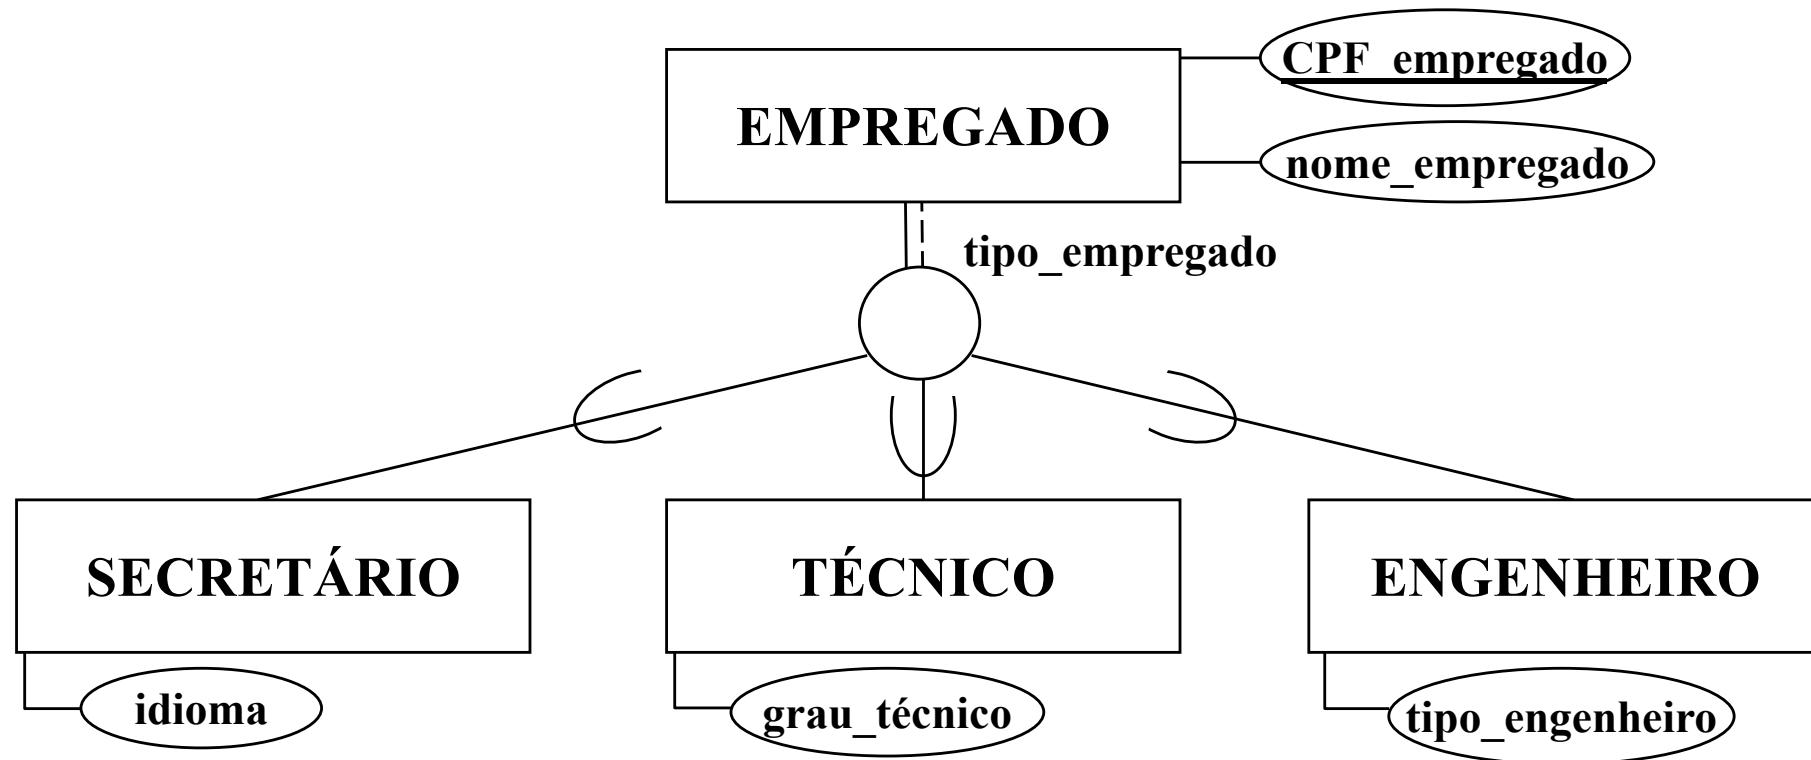 CPF_empregado
EMPREGADO
nome_empregado
tipo_empregado
SECRETÁRIO
TÉCNICO
ENGENHEIRO
idioma
grau_técnico
tipo_engenheiro